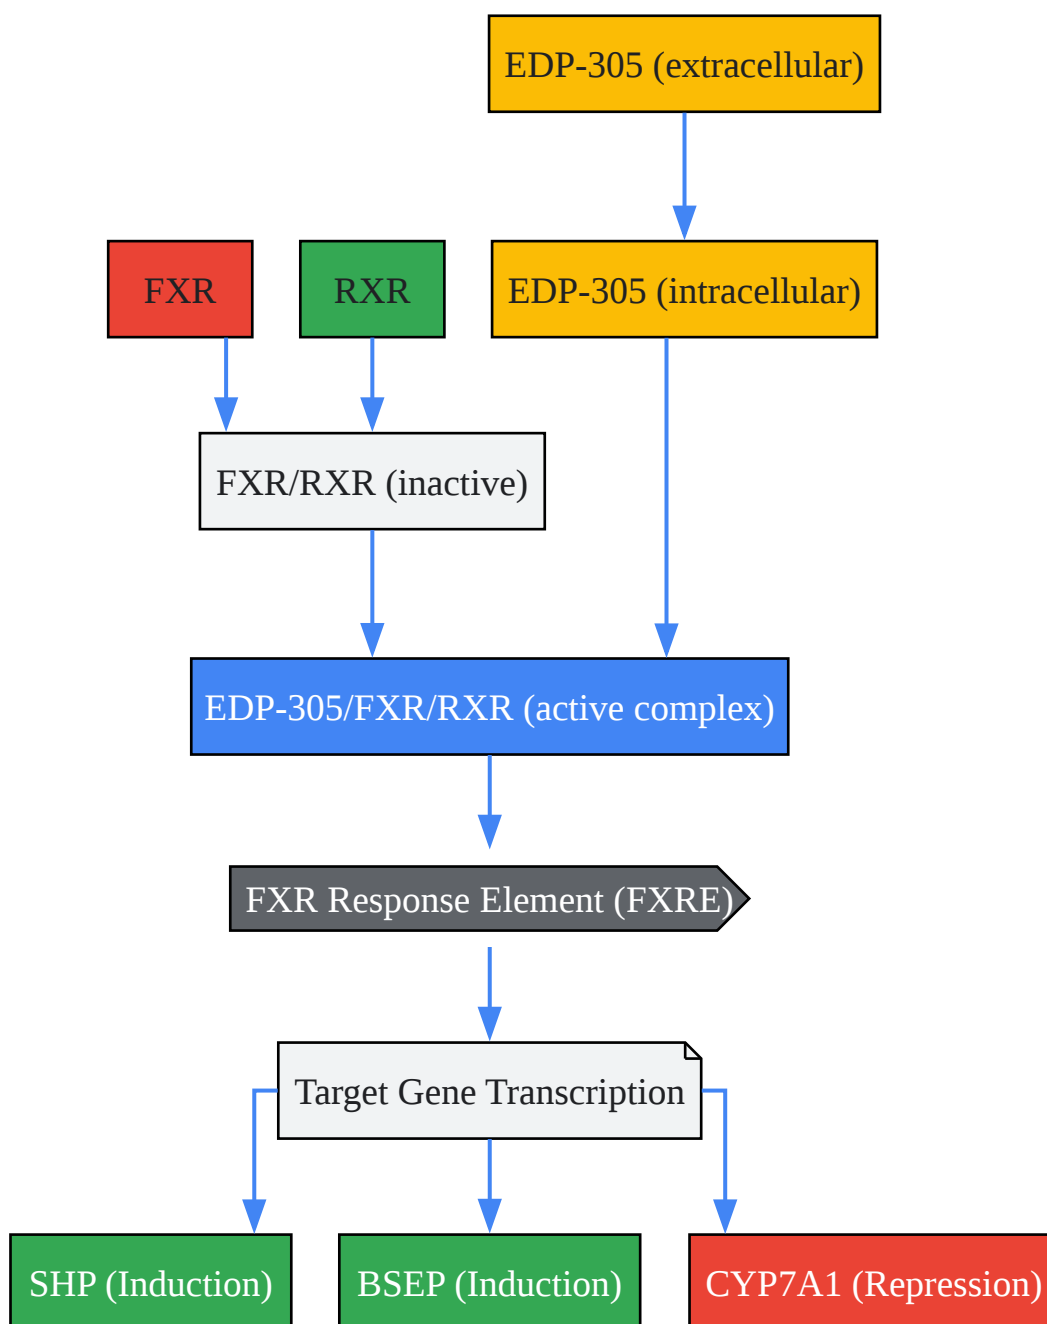 EDP-305 (extracellular)
FXR
RXR
EDP-305 (intracellular)
FXR/RXR (inactive)
EDP-305/FXR/RXR (active complex)
FXR Response Element (FXRE)
Target Gene Transcription
SHP (Induction)
BSEP (Induction)
CYP7A1 (Repression)